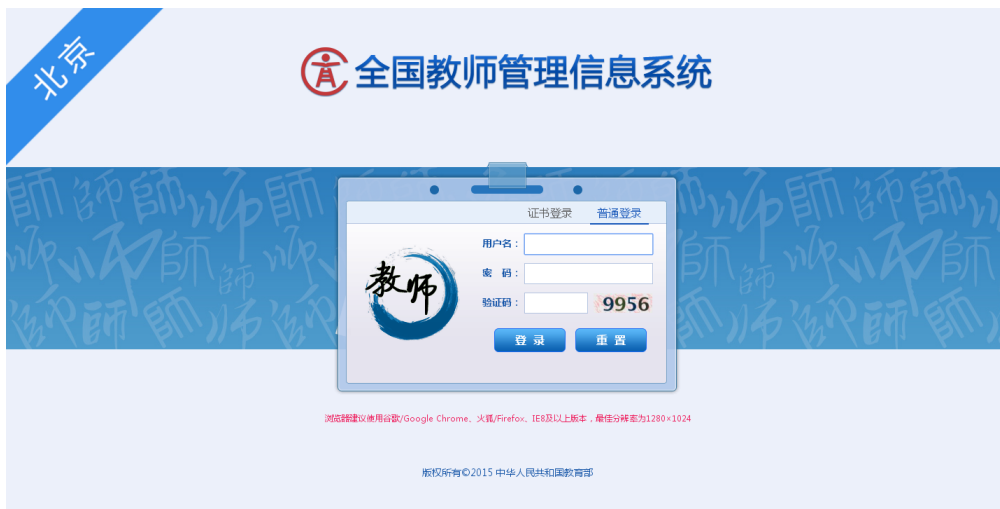 北京
全国教师管理信息系统
证书登录 普通登录
用户名：
教师
密 码：
验证码： 9956
登 录 重 置
浏览器建议使用谷歌/Google Chrome、火狐/Firefox、IE8及以上版本，最佳分辨率为1280×1024
版权所有©2015 中华人民共和国教育部